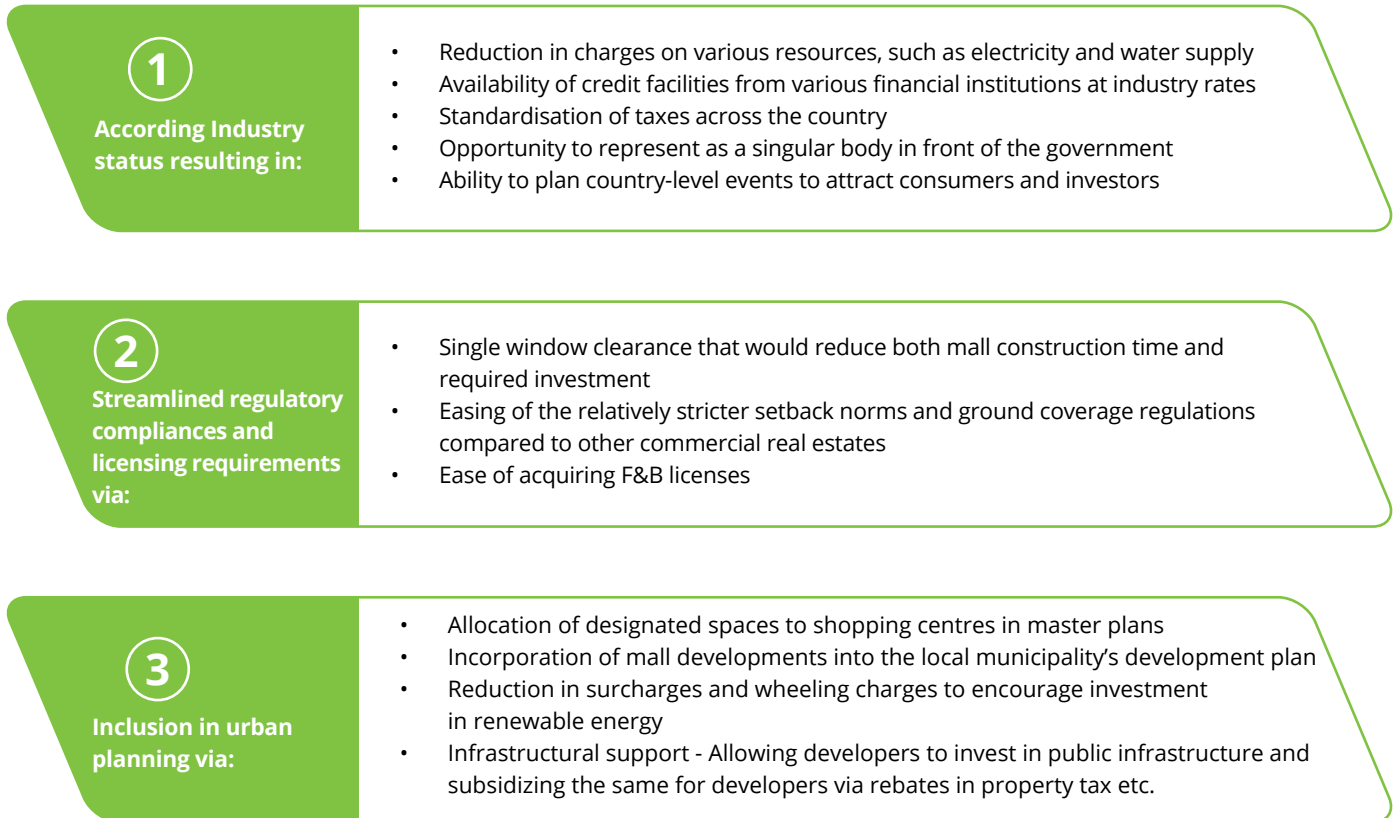 1
According Industry
status resulting in:
• Reduction in charges on various resources, such as electricity and water supply
• Availability of credit facilities from various financial institutions at industry rates
• Standardisation of taxes across the country
• Opportunity to represent as a singular body in front of the government
• Ability to plan country-level events to attract consumers and investors
2
Streamlined regulatory
compliances and
licensing requirements
via:
• Single window clearance that would reduce both mall construction time and
required investment
• Easing of the relatively stricter setback norms and ground coverage regulations
compared to other commercial real estates
• Ease of acquiring F&B licenses
3
Inclusion in urban
planning via:
• Allocation of designated spaces to shopping centres in master plans
• Incorporation of mall developments into the local municipality’s development plan
• Reduction in surcharges and wheeling charges to encourage investment
in renewable energy
• Infrastructural support - Allowing developers to invest in public infrastructure and
subsidizing the same for developers via rebates in property tax etc.